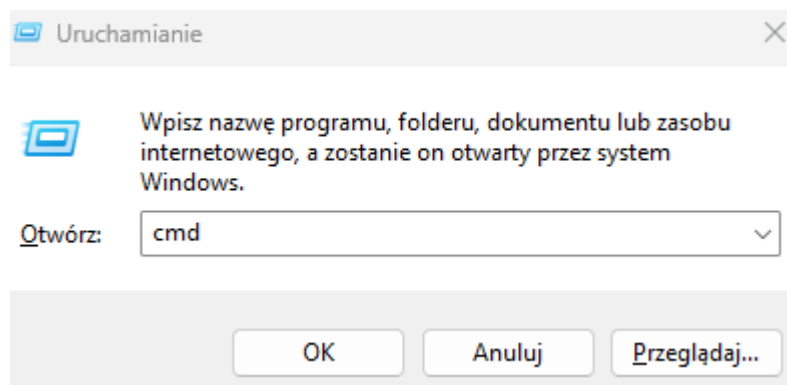 Uruchamianie
Wpisz nazwę programu, folderu, dokumentu lub zasobu
internetowego, a zostanie on otwarty przez system
Windows.
Otwórz: cmd
OK Anuluj Przeglądaj...